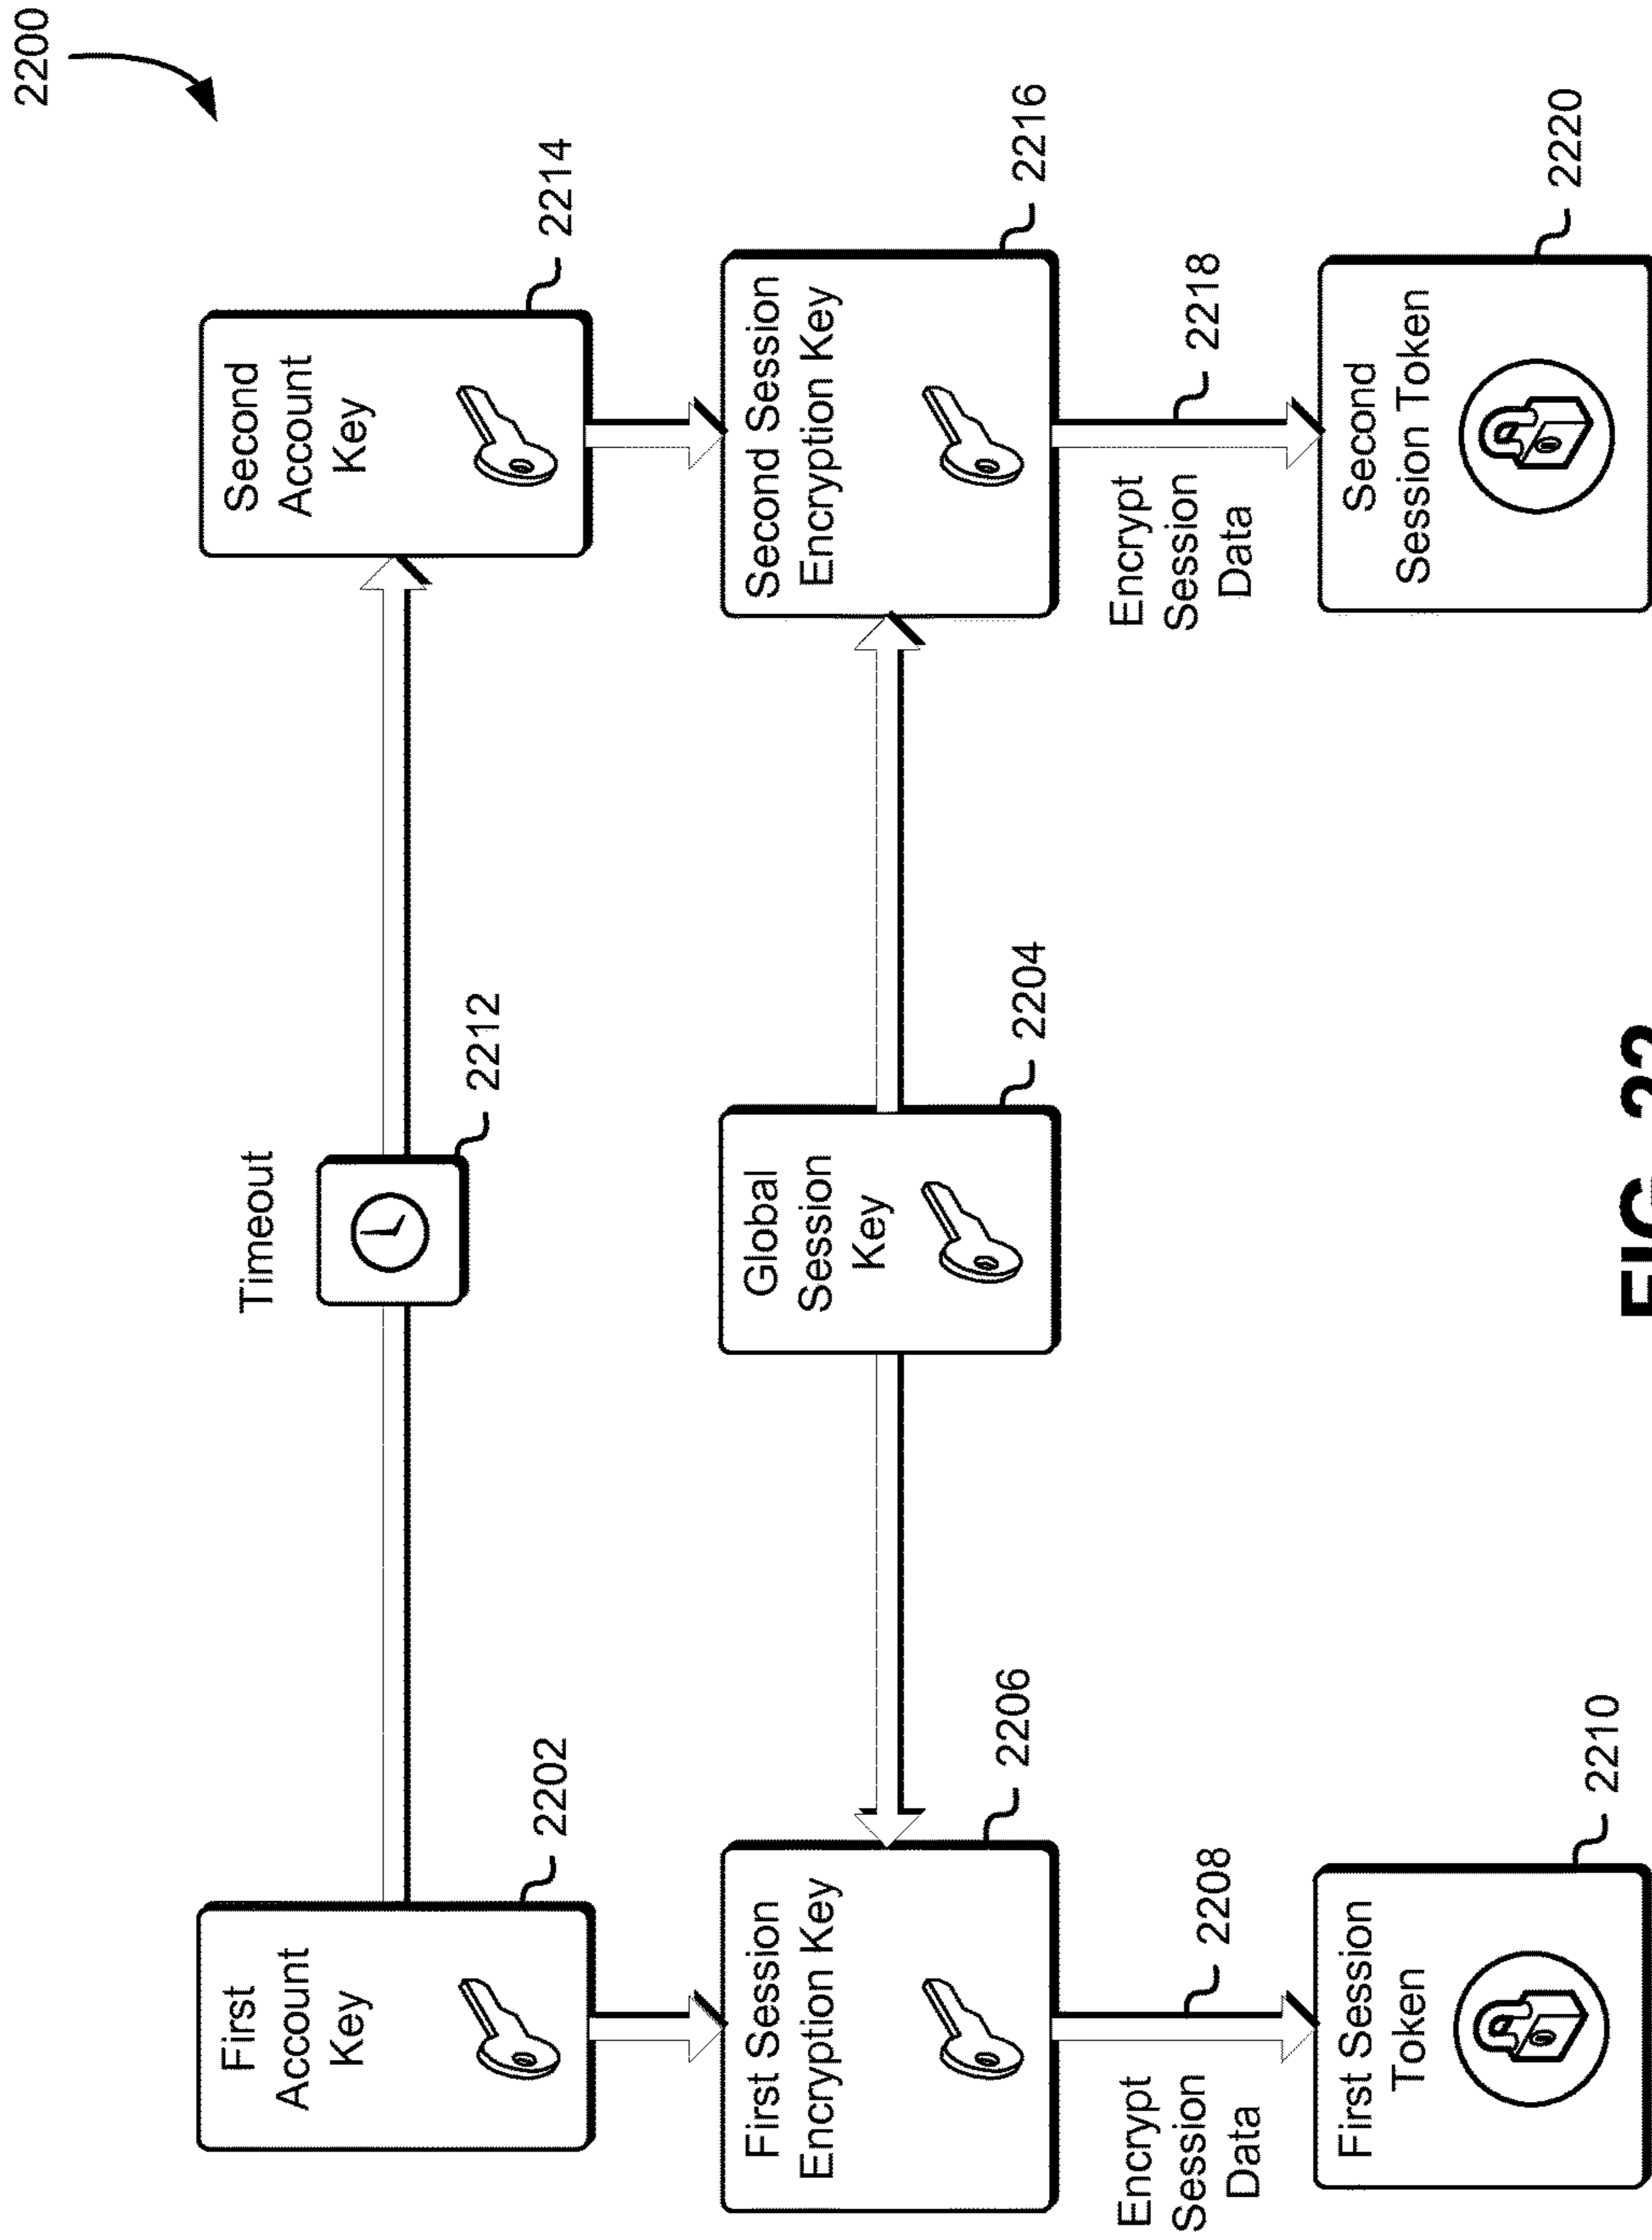 2200
Timeout
First
Account
Key
2202
2212
Second
Account
Key
2214
First Session
Encryption Key
2206
Global
Session
Key
2204
Second Session
Encryption Key
2216
Encrypt
Session
Data
2208
Encrypt
Session
Data
2218
First Session
Token
2210
Second
Session Token
2220
FIG. 22